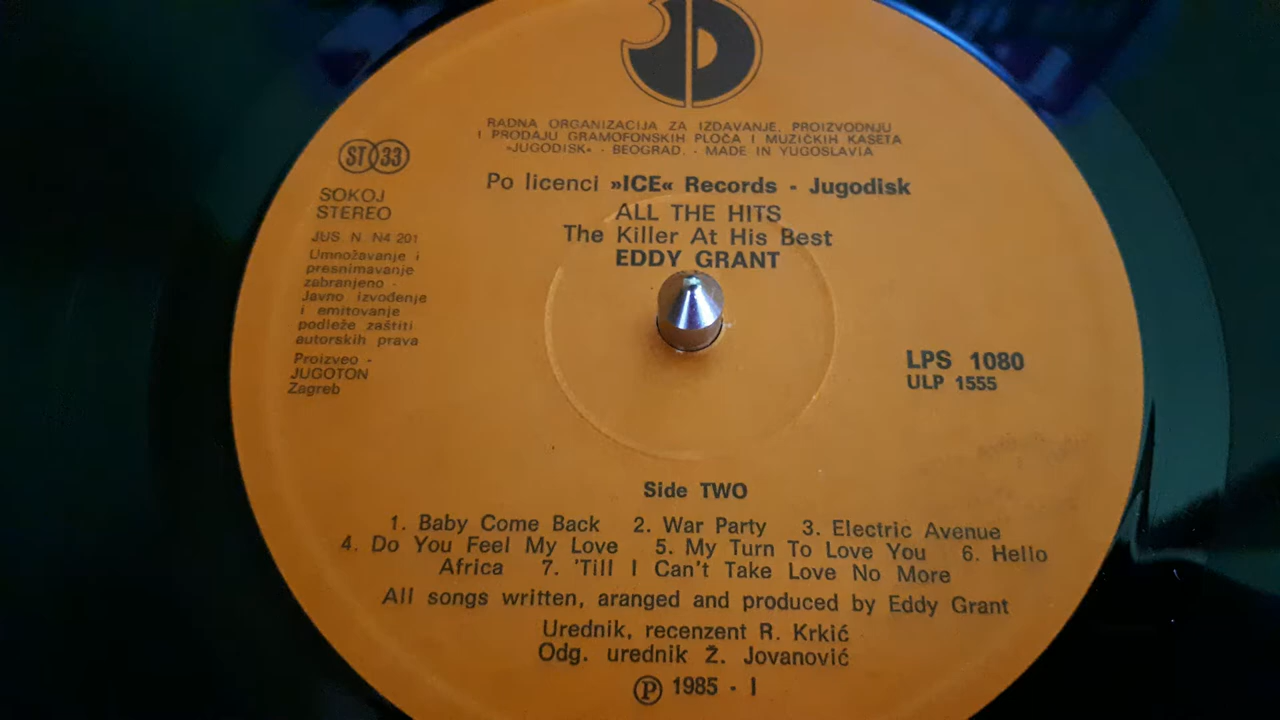 RADNA ORGANIZACIJA ZA IZDAVANJE, PROIZVODNJU
I PRODAJU GRAMOFONSKIH PLOČA I MUZIČKIH KASETA
»JUGODISK« - BEOGRAD. - MADE IN YUGOSLAVIA
ST 33
SOKOJ
STEREO
JUS N. N4 201
Umnožavanje i
presnimavanje
zabranjeno -
Javno izvođenje
i emitovanje
podleže zaštiti
autorskih prava
Proizveo -
JUGOTON
Zagreb
Po licenci »ICE« Records - Jugodisk
ALL THE HITS
The Killer At His Best
EDDY GRANT
LPS 1080
ULP 1555
Side TWO
1. Baby Come Back 2. War Party 3. Electric Avenue
4. Do You Feel My Love 5. My Turn To Love You 6. Hello
Africa 7. 'Till I Can't Take Love No More
All songs written, aranged and produced by Eddy Grant
Urednik, recenzent R. Krkić
Odg. urednik Ž. Jovanović
Ⓟ 1985 - I